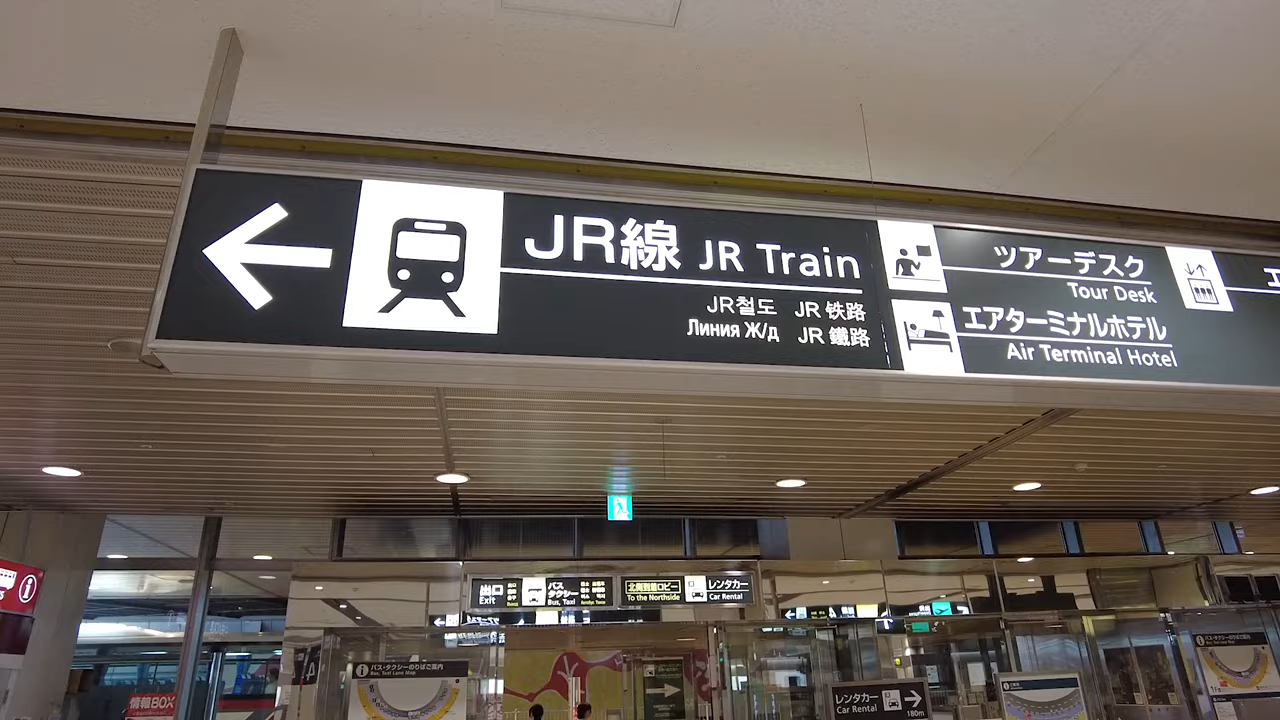 JR線 JR Train
JR철도 JR 铁路
Линия Ж/д JR 鐵路
ツアーデスク
Tour Desk
エアターミナルホテル
Air Terminal Hotel
エ
出口
Exit
バス
タクシー
Bus, Taxi
北側到着ロビー
To the Northside
レンタカー
Car Rental
バス・タクシーのりばご案内
Bus, Taxi Lane Map
情報BOX
レンタカー
Car Rental
180m